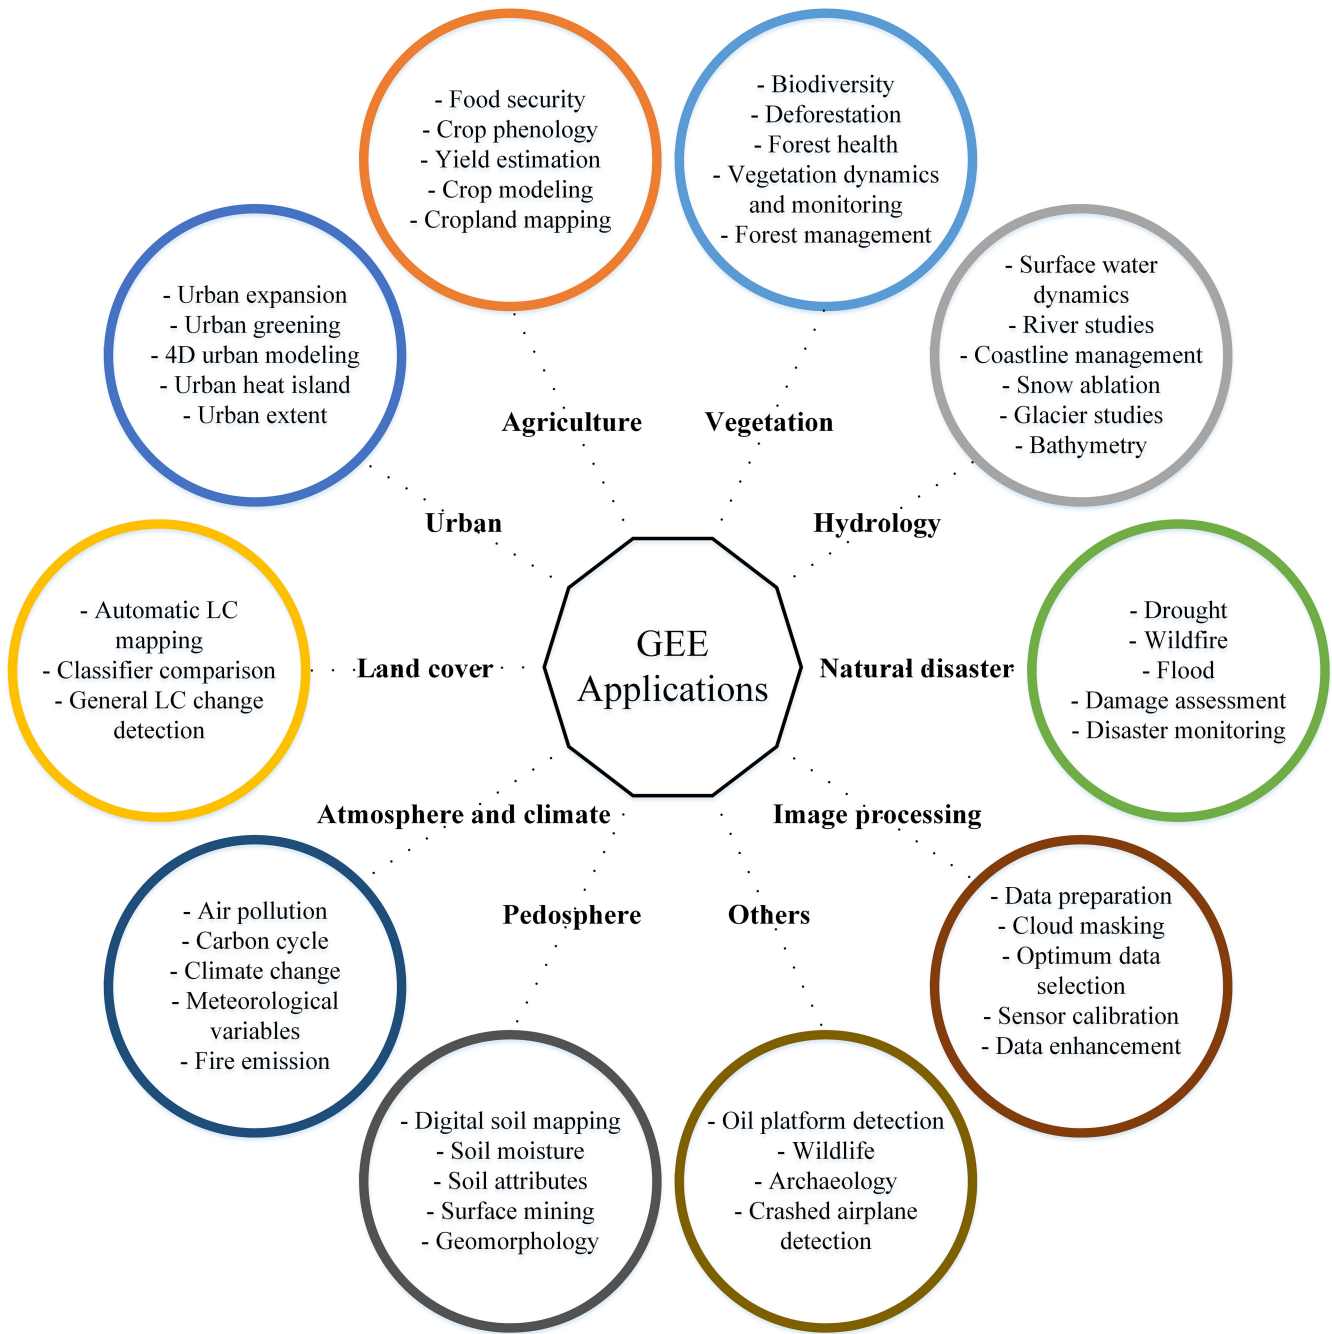 - Food security
- Crop phenology
- Yield estimation
- Crop modeling
- Cropland mapping
- Biodiversity
- Deforestation
- Forest health
- Vegetation dynamics
and monitoring
- Forest management
- Urban expansion
- Urban greening
- 4D urban modeling
- Urban heat island
- Urban extent
- Surface water
dynamics
- River studies
- Coastline management
- Snow ablation
- Glacier studies
- Bathymetry
Agriculture
Vegetation
Urban
Hydrology
- Automatic LC
mapping
- Classifier comparison
- General LC change
detection
Land cover
GEE
Applications
Natural disaster
- Drought
- Wildfire
- Flood
- Damage assessment
- Disaster monitoring
Atmosphere and climate
Image processing
Pedosphere
Others
- Air pollution
- Carbon cycle
- Climate change
- Meteorological
variables
- Fire emission
- Data preparation
- Cloud masking
- Optimum data
selection
- Sensor calibration
- Data enhancement
- Digital soil mapping
- Soil moisture
- Soil attributes
- Surface mining
- Geomorphology
- Oil platform detection
- Wildlife
- Archaeology
- Crashed airplane
detection